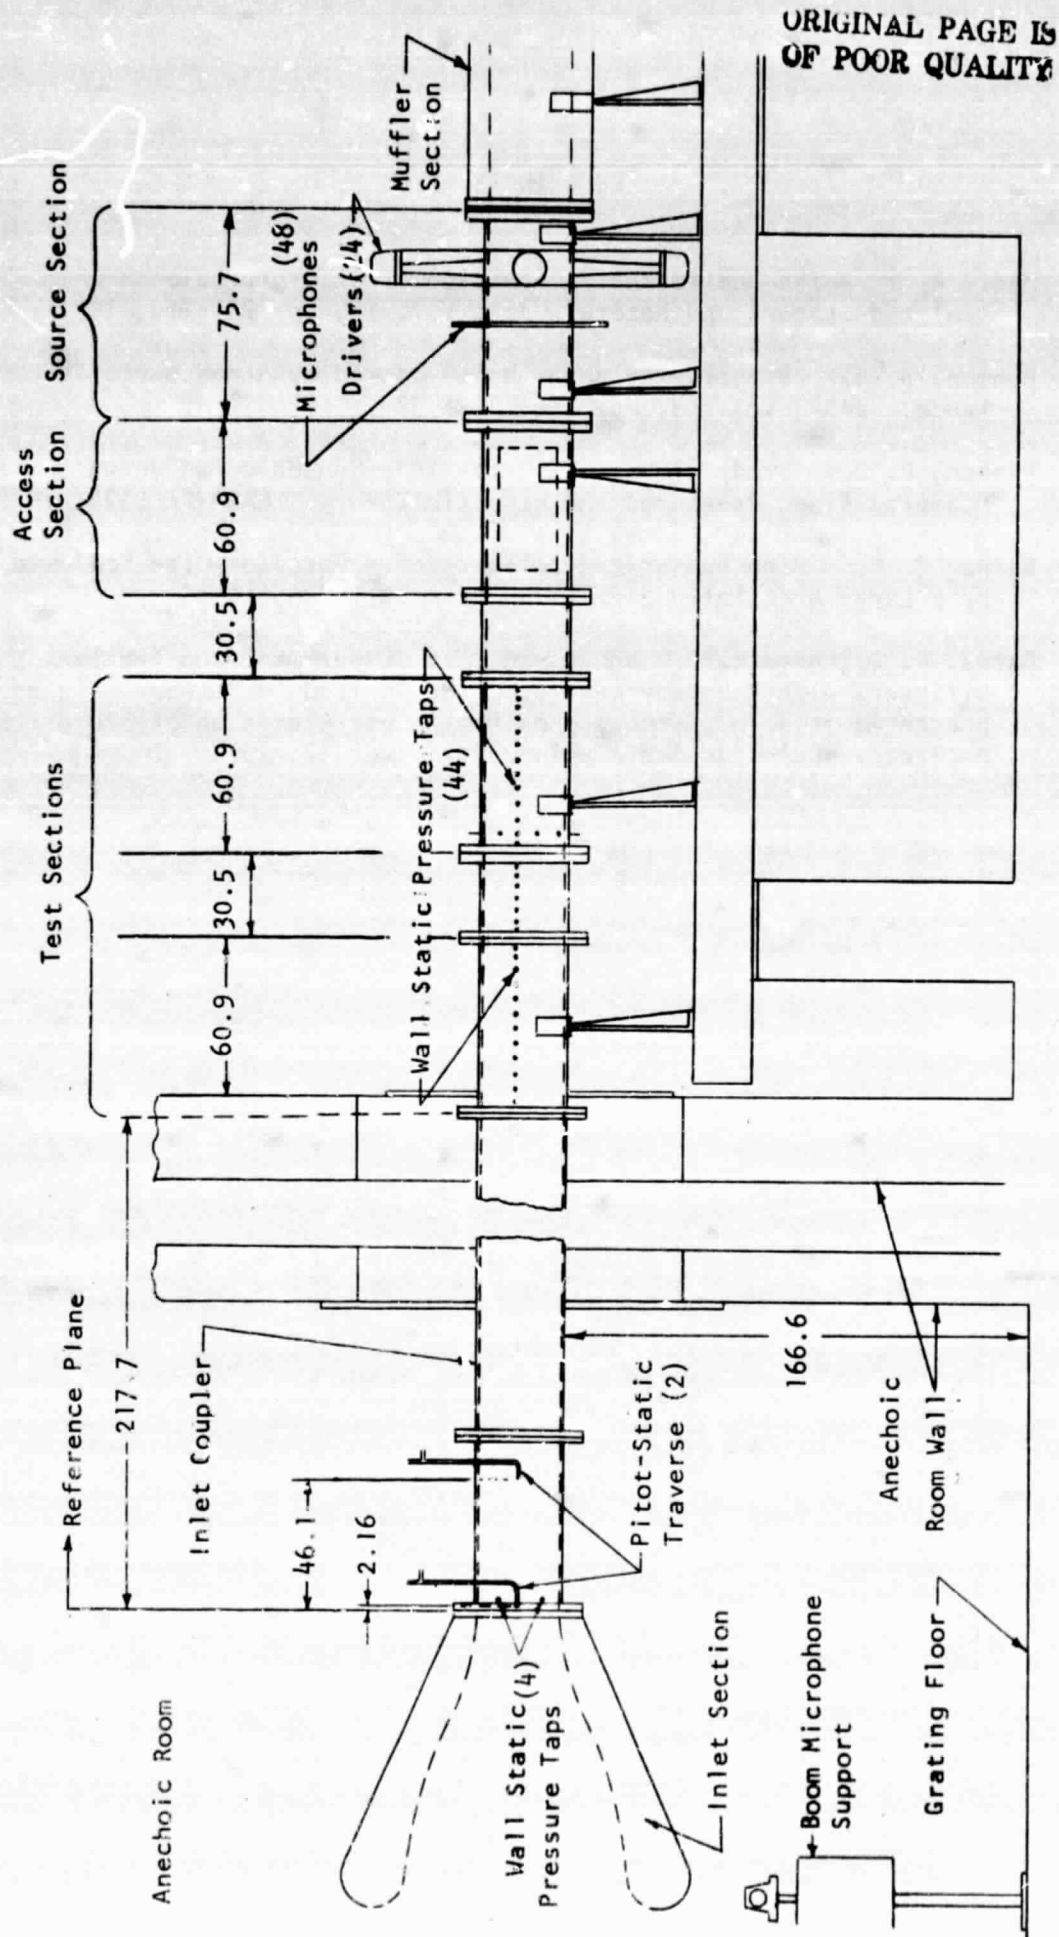 ORIGINAL PAGE IS
OF POOR QUALITY
Access
Section
Source Section
Test Sections
Reference Plane
217.7
60.9
30.5
60.9
30.5
60.9
75.7
(48)
Microphones
Drivers(24)
Muffler
Section
Wall Static Pressure Taps
(44)
Inlet Coupler
46.1
2.16
Anechoic Room
Wall Static(4)
Pressure Taps
Pitot-Static
Traverse (2)
166.6
Inlet Section
Anechoic
Room Wall
Boom Microphone
Support
Grating Floor